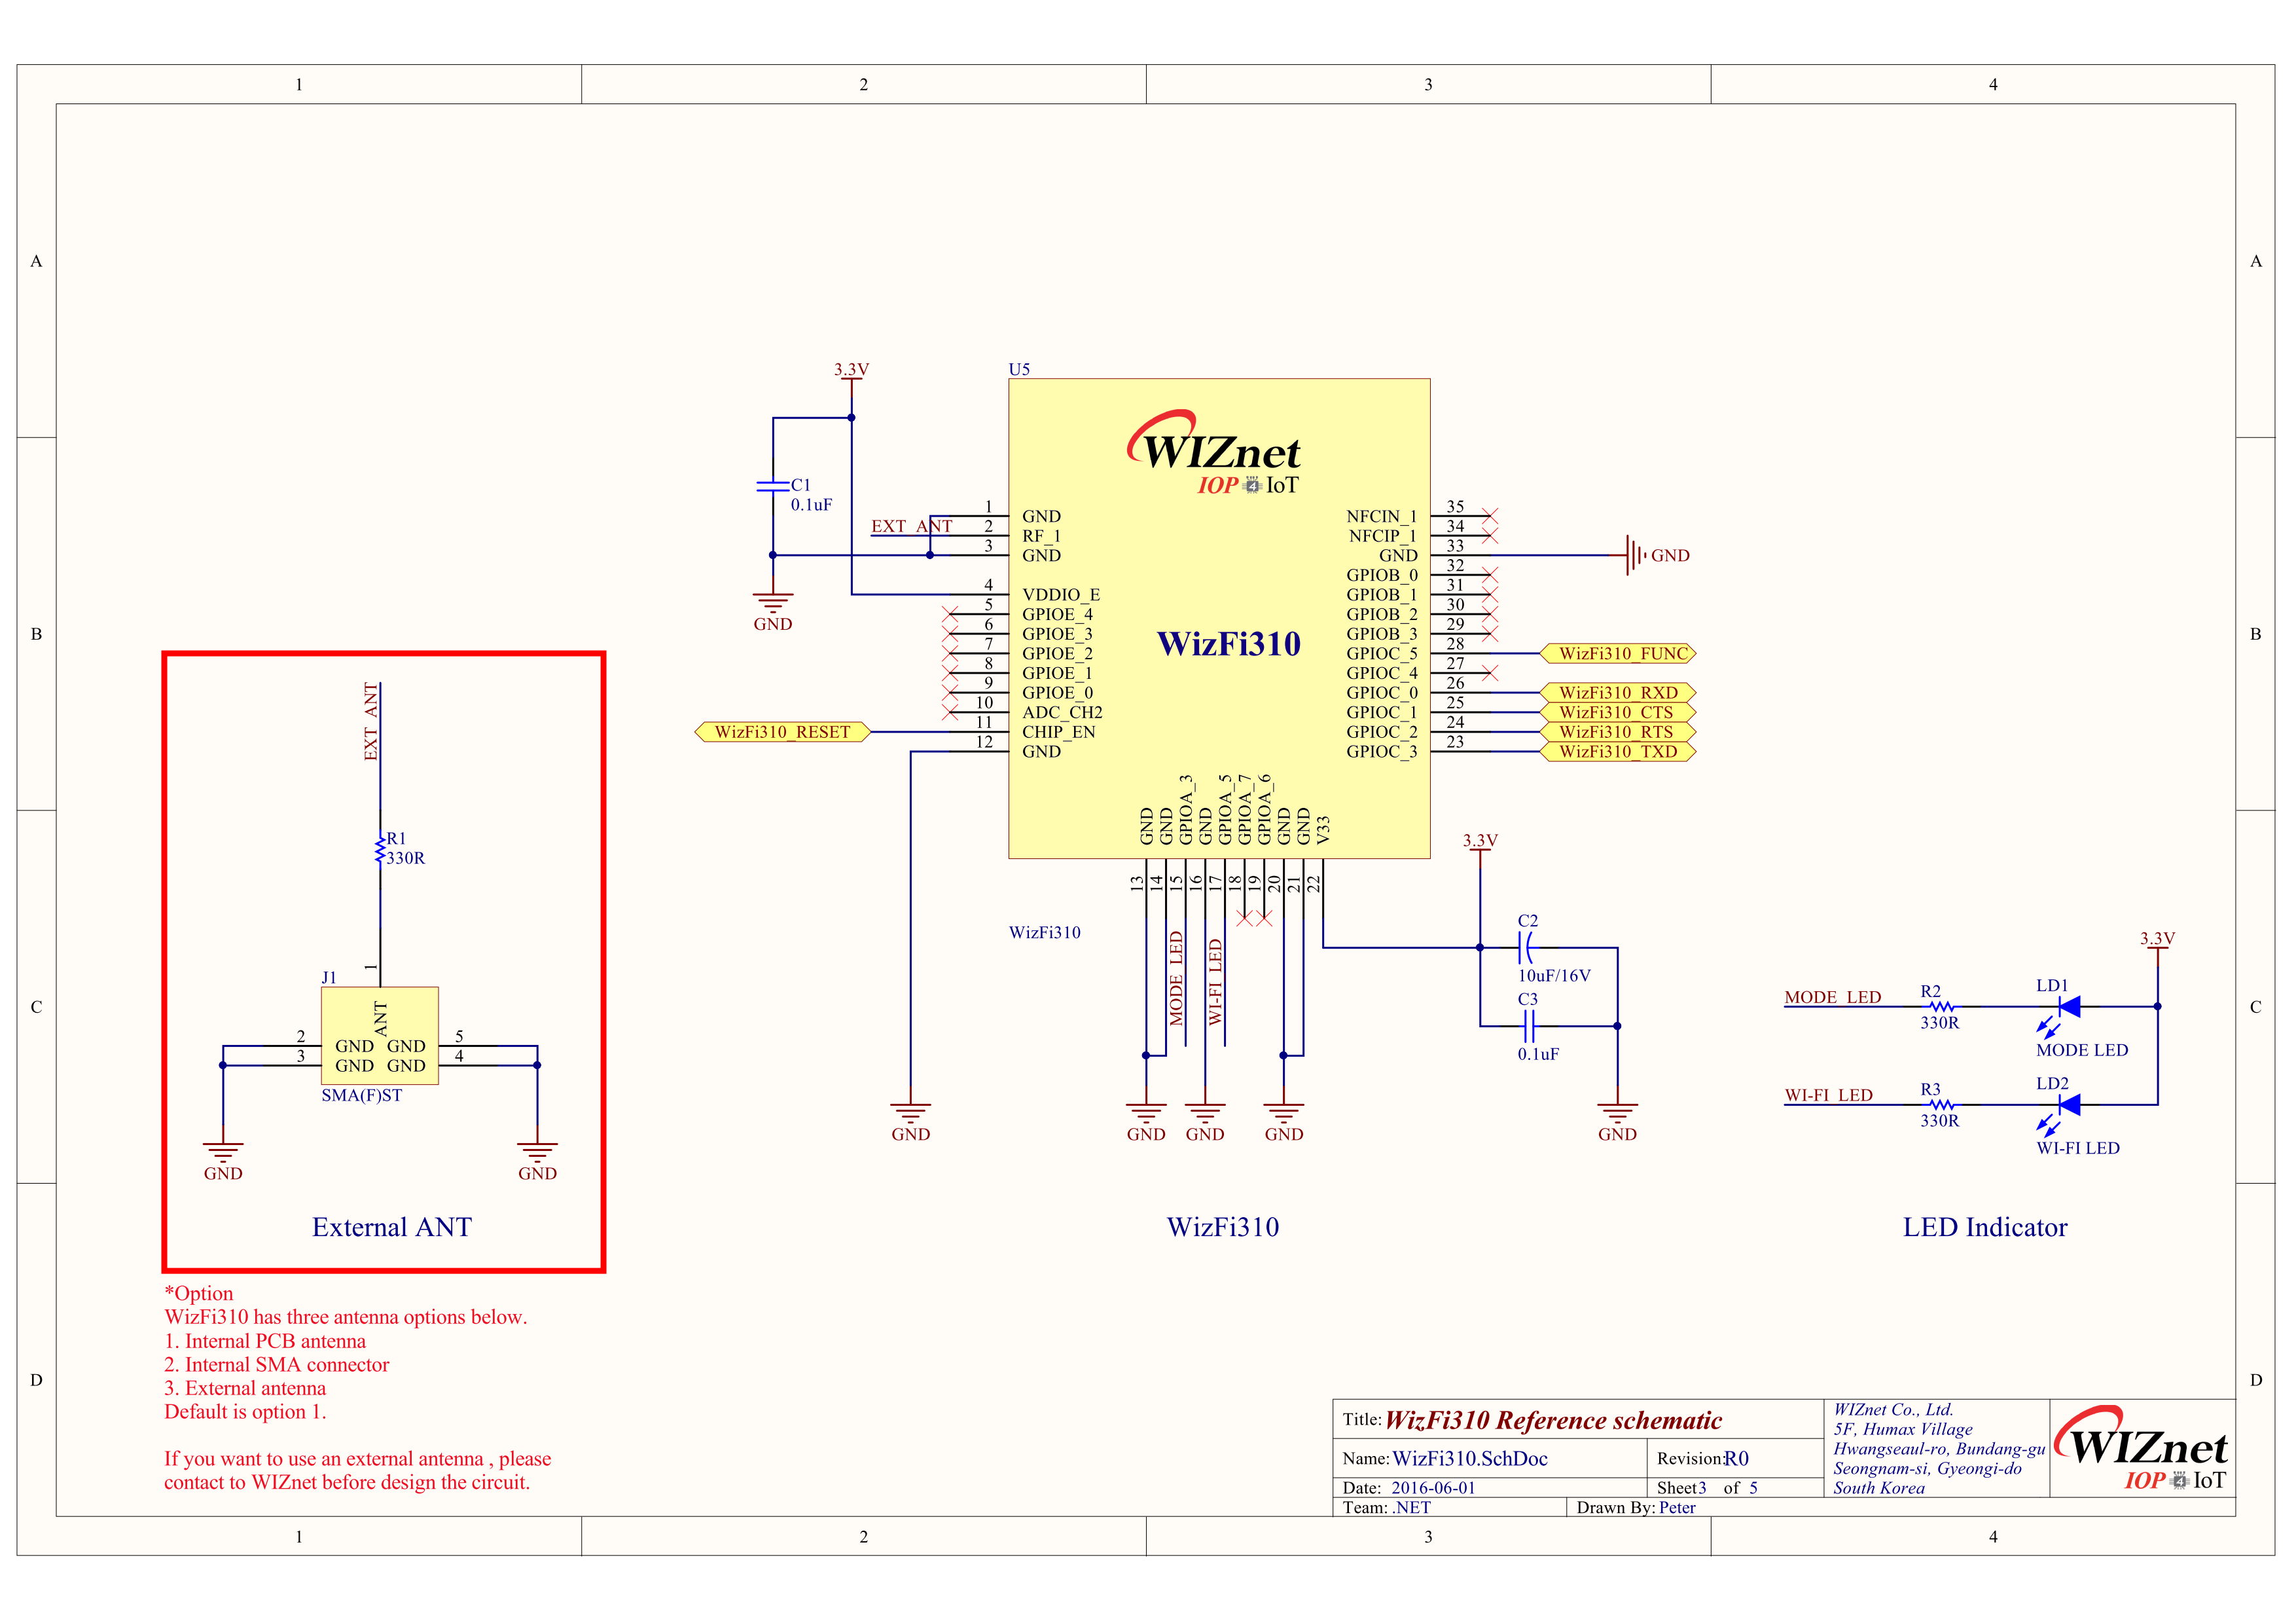 1
2
3
4
A
A
3.3V
U5
WIZnet
IOP 4 IoT
C1
0.1uF
EXT_ANT
GND
1 GND
2 RF_1
3 GND
4 VDDIO_E
5 GPIOE_4
6 GPIOE_3
7 GPIOE_2
8 GPIOE_1
9 GPIOE_0
10 ADC_CH2
11 CHIP_EN
12 GND
WizFi310_RESET
WizFi310
NFCIN_1 35
NFCIP_1 34
GND 33
GPIOB_0 32
GPIOB_1 31
GPIOB_2 30
GPIOB_3 29
GPIOC_5 28
GPIOC_4 27
GPIOC_0 26
GPIOC_1 25
GPIOC_2 24
GPIOC_3 23
GND
WizFi310_FUNC
WizFi310_RXD
WizFi310_CTS
WizFi310_RTS
WizFi310_TXD
B
B
GND 13
GND 14
GPIOA_3 15
GND 16
GPIOA_5 17
GPIOA_7 18
GPIOA_6 19
GND 20
GND 21
V33 22
WizFi310
MODE_LED
WI-FI_LED
GND
GND
GND
GND
3.3V
C2
10uF/16V
C3
0.1uF
GND
WizFi310
EXT_ANT
R1
330R
1
J1
ANT
2 GND GND 5
3 GND GND 4
SMA(F)ST
GND
GND
External ANT
C
C
3.3V
MODE_LED
R2
330R
LD1
MODE LED
WI-FI_LED
R3
330R
LD2
WI-FI LED
LED Indicator
*Option
WizFi310 has three antenna options below.
1. Internal PCB antenna
2. Internal SMA connector
3. External antenna
Default is option 1.
If you want to use an external antenna , please
contact to WIZnet before design the circuit.
D
D
Title: WizFi310 Reference schematic
Name: WizFi310.SchDoc
Revision: R0
Date: 2016-06-01
Sheet 3 of 5
Team: .NET
Drawn By: Peter
WIZnet Co., Ltd.
5F, Humax Village
Hwangseaul-ro, Bundang-gu
Seongnam-si, Gyeongi-do
South Korea
WIZnet
IOP 4 IoT
1
2
3
4